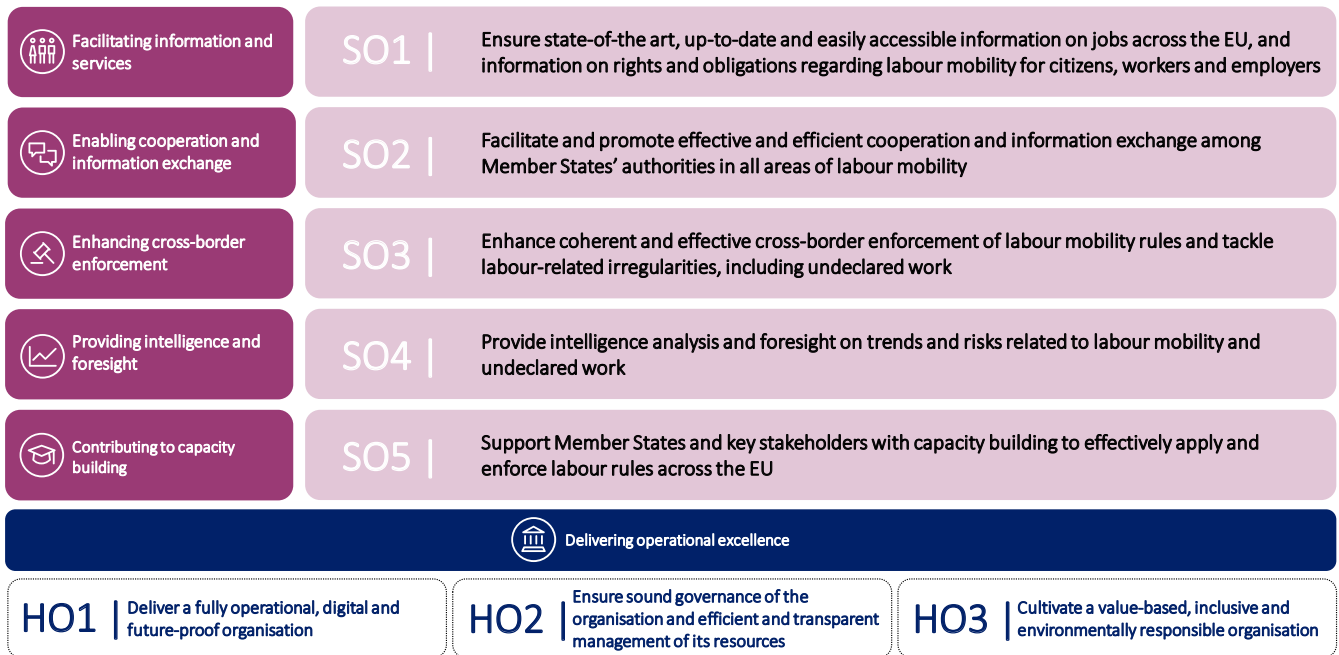 Facilitating information and
services
SO1 |
Ensure state-of-the art, up-to-date and easily accessible information on jobs across the EU, and
information on rights and obligations regarding labour mobility for citizens, workers and employers
Enabling cooperation and
information exchange
SO2 |
Facilitate and promote effective and efficient cooperation and information exchange among
Member States’ authorities in all areas of labour mobility
Enhancing cross-border
enforcement
SO3 |
Enhance coherent and effective cross-border enforcement of labour mobility rules and tackle
labour-related irregularities, including undeclared work
Providing intelligence and
foresight
SO4 |
Provide intelligence analysis and foresight on trends and risks related to labour mobility and
undeclared work
Contributing to capacity
building
SO5 |
Support Member States and key stakeholders with capacity building to effectively apply and
enforce labour rules across the EU
Delivering operational excellence
HO1 |
Deliver a fully operational, digital and
future-proof organisation
HO2 |
Ensure sound governance of the
organisation and efficient and transparent
management of its resources
HO3 |
Cultivate a value-based, inclusive and
environmentally responsible organisation